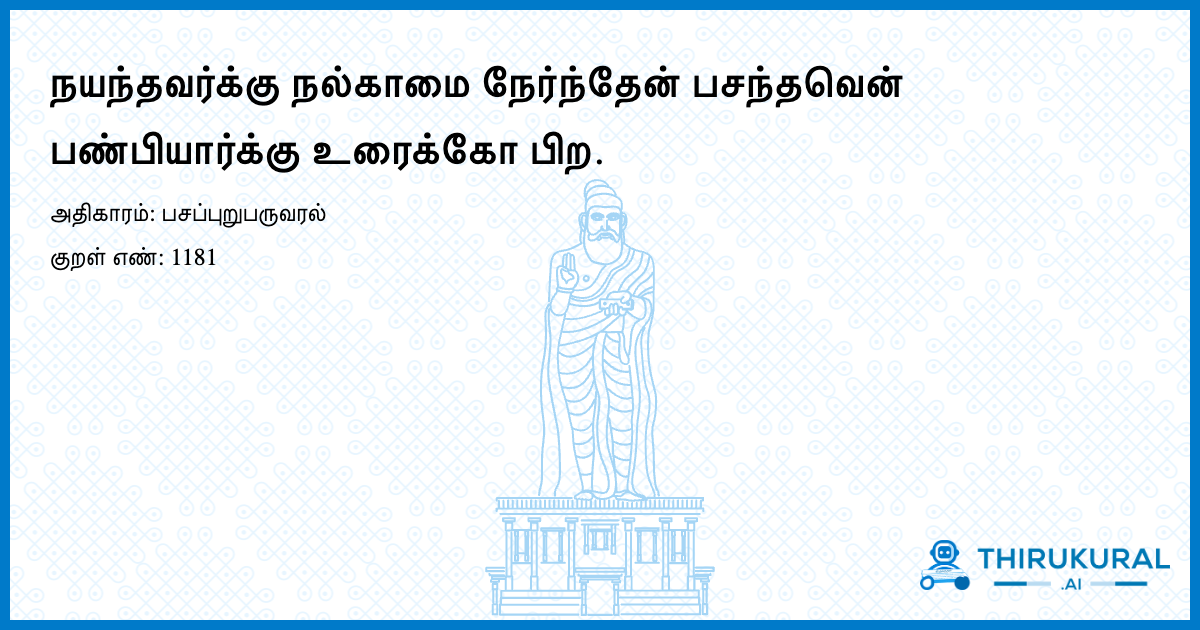 நயந்தவர்க்கு நல்காமை நேர்ந்தேன் பசந்தவென்
பண்பியார்க்கு உரைக்கோ பிற.
அதிகாரம்: பசப்புறுபருவரல்
குறள் எண்: 1181
THIRUKURAL
.AI